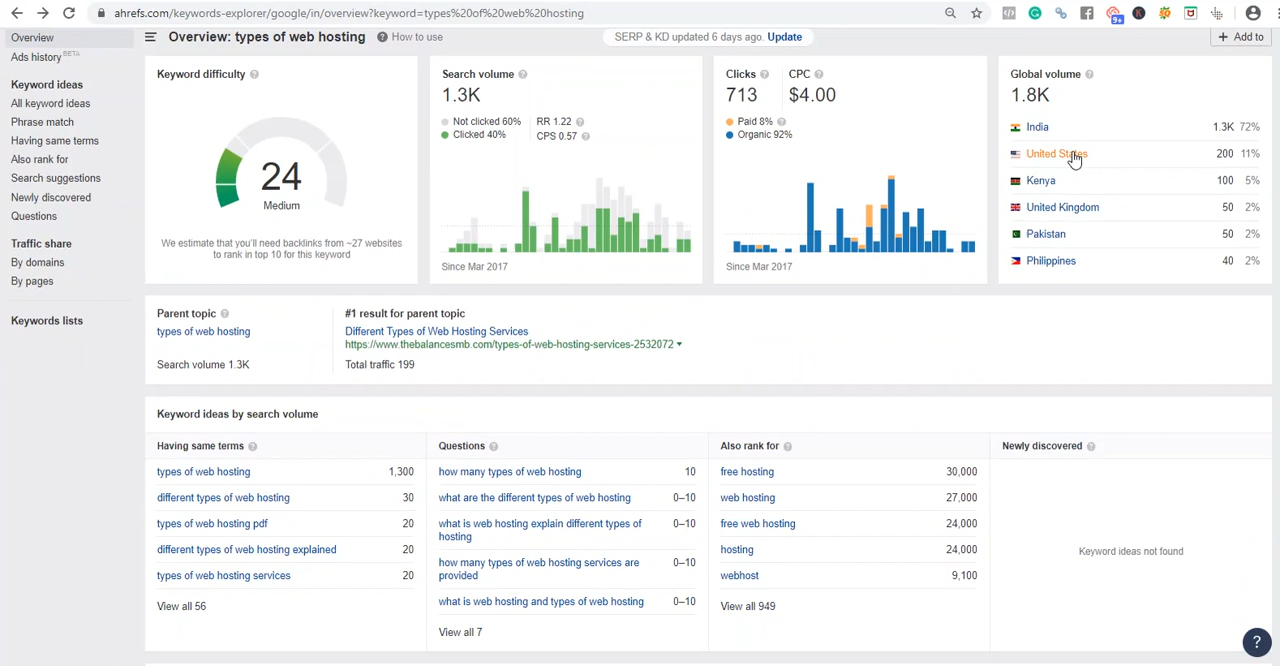 ahrefs.com/keywords-explorer/google/in/overview?keyword=types%20of%20web%20hosting
9+
K
Overview
Ads history BETA
Keyword ideas
All keyword ideas
Phrase match
Having same terms
Also rank for
Search suggestions
Newly discovered
Questions
Traffic share
By domains
By pages
Keywords lists
Overview: types of web hosting ? How to use
SERP & KD updated 6 days ago. Update
+ Add to
Keyword difficulty ?
24
Medium
We estimate that you'll need backlinks from ~27 websites
to rank in top 10 for this keyword
Search volume ?
1.3K
Not clicked 60%
Clicked 40%
RR 1.22 ?
CPS 0.57 ?
Since Mar 2017
Clicks ?
713
CPC ?
$4.00
Paid 8% ?
Organic 92%
Since Mar 2017
Global volume ?
1.8K
India 1.3K 72%
United States 200 11%
Kenya 100 5%
United Kingdom 50 2%
Pakistan 50 2%
Philippines 40 2%
Parent topic ?
types of web hosting
Search volume 1.3K
#1 result for parent topic
Different Types of Web Hosting Services
https://www.thebalancesmb.com/types-of-web-hosting-services-2532072
Total traffic 199
Keyword ideas by search volume
Having same terms ?
types of web hosting 1,300
different types of web hosting 30
types of web hosting pdf 20
different types of web hosting explained 20
types of web hosting services 20
View all 56
Questions ?
how many types of web hosting 10
what are the different types of web hosting 0–10
what is web hosting explain different types of 0–10
hosting
how many types of web hosting services are 0–10
provided
what is web hosting and types of web hosting 0–10
View all 7
Also rank for ?
free hosting 30,000
web hosting 27,000
free web hosting 24,000
hosting 24,000
webhost 9,100
View all 949
Newly discovered ?
Keyword ideas not found
?